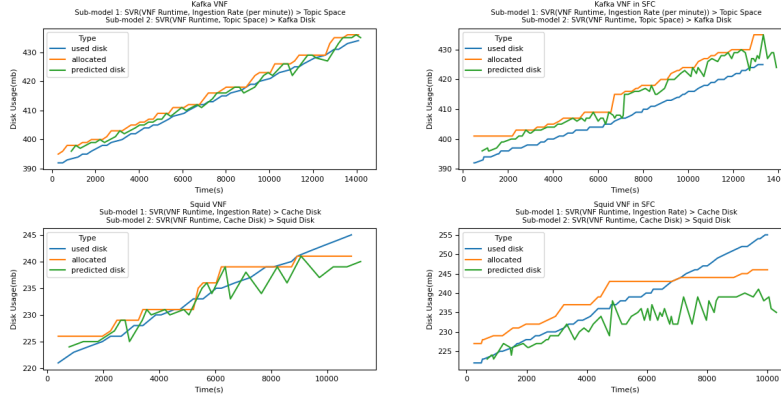 Kafka VNF
Sub-model 1: SVR(VNF Runtime, Ingestion Rate (per minute)) > Topic Space
Sub-model 2: SVR(VNF Runtime, Topic Space) > Kafka Disk
Disk Usage(mb)
430
420
410
400
390
Type
used disk
allocated
predicted disk
0 2000 4000 6000 8000 10000 12000 14000
Time(s)
Kafka VNF in SFC
Sub-model 1: SVR(VNF Runtime, Ingestion Rate (per minute)) > Topic Space
Sub-model 2: SVR(VNF Runtime, Topic Space) > Kafka Disk
Disk Usage(mb)
430
420
410
400
390
Type
used disk
allocated
predicted disk
0 2000 4000 6000 8000 10000 12000 1400
Time(s)
Squid VNF
Sub-model 1: SVR(VNF Runtime, Ingestion Rate) > Cache Disk
Sub-model 2: SVR(VNF Runtime, Cache Disk) > Squid Disk
Disk Usage(mb)
245
240
235
230
225
220
Type
used disk
allocated
predicted disk
0 2000 4000 6000 8000 10000
Time(s)
Squid VNF in SFC
Sub-model 1: SVR(VNF Runtime, Ingestion Rate) > Cache Disk
Sub-model 2: SVR(VNF Runtime, Cache Disk) > Squid Disk
Disk Usage(mb)
255
250
245
240
235
230
225
Type
used disk
allocated
predicted disk
0 2000 4000 6000 8000 10000
Time(s)